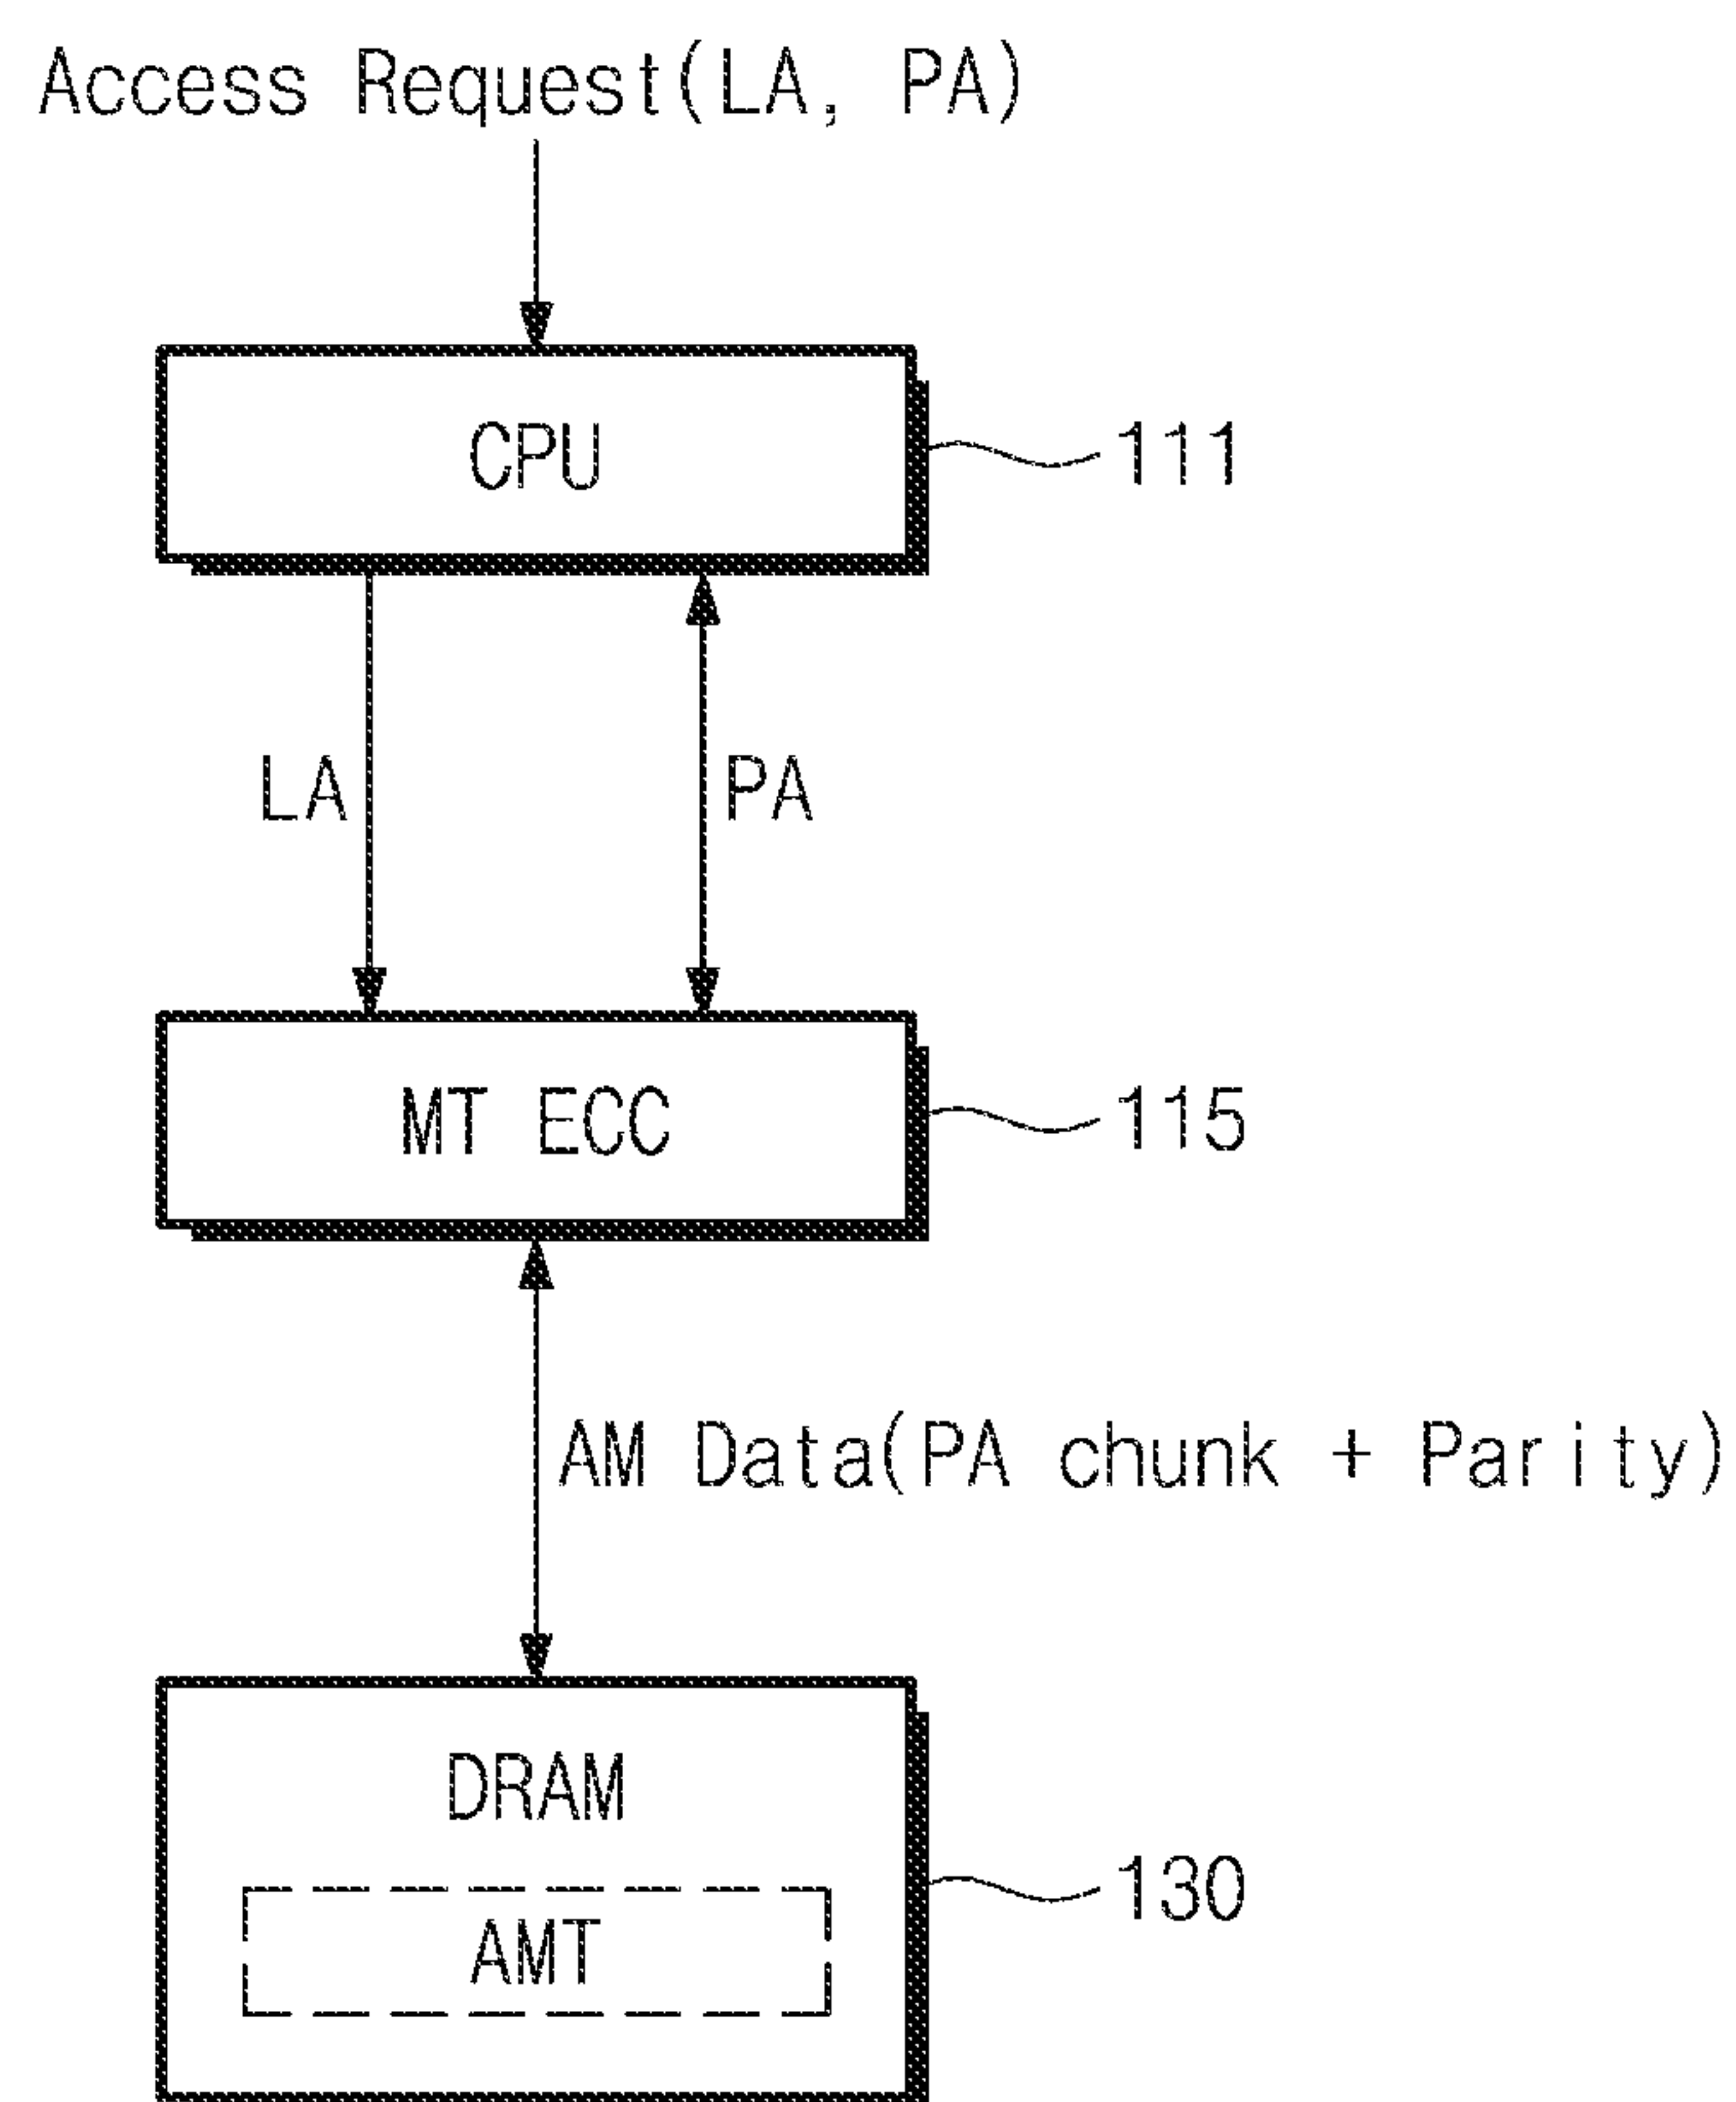 Access Request(LA, PA)
CPU
111
LA
PA
MT ECC
115
AM Data(PA chunk + Parity)
DRAM
130
AMT